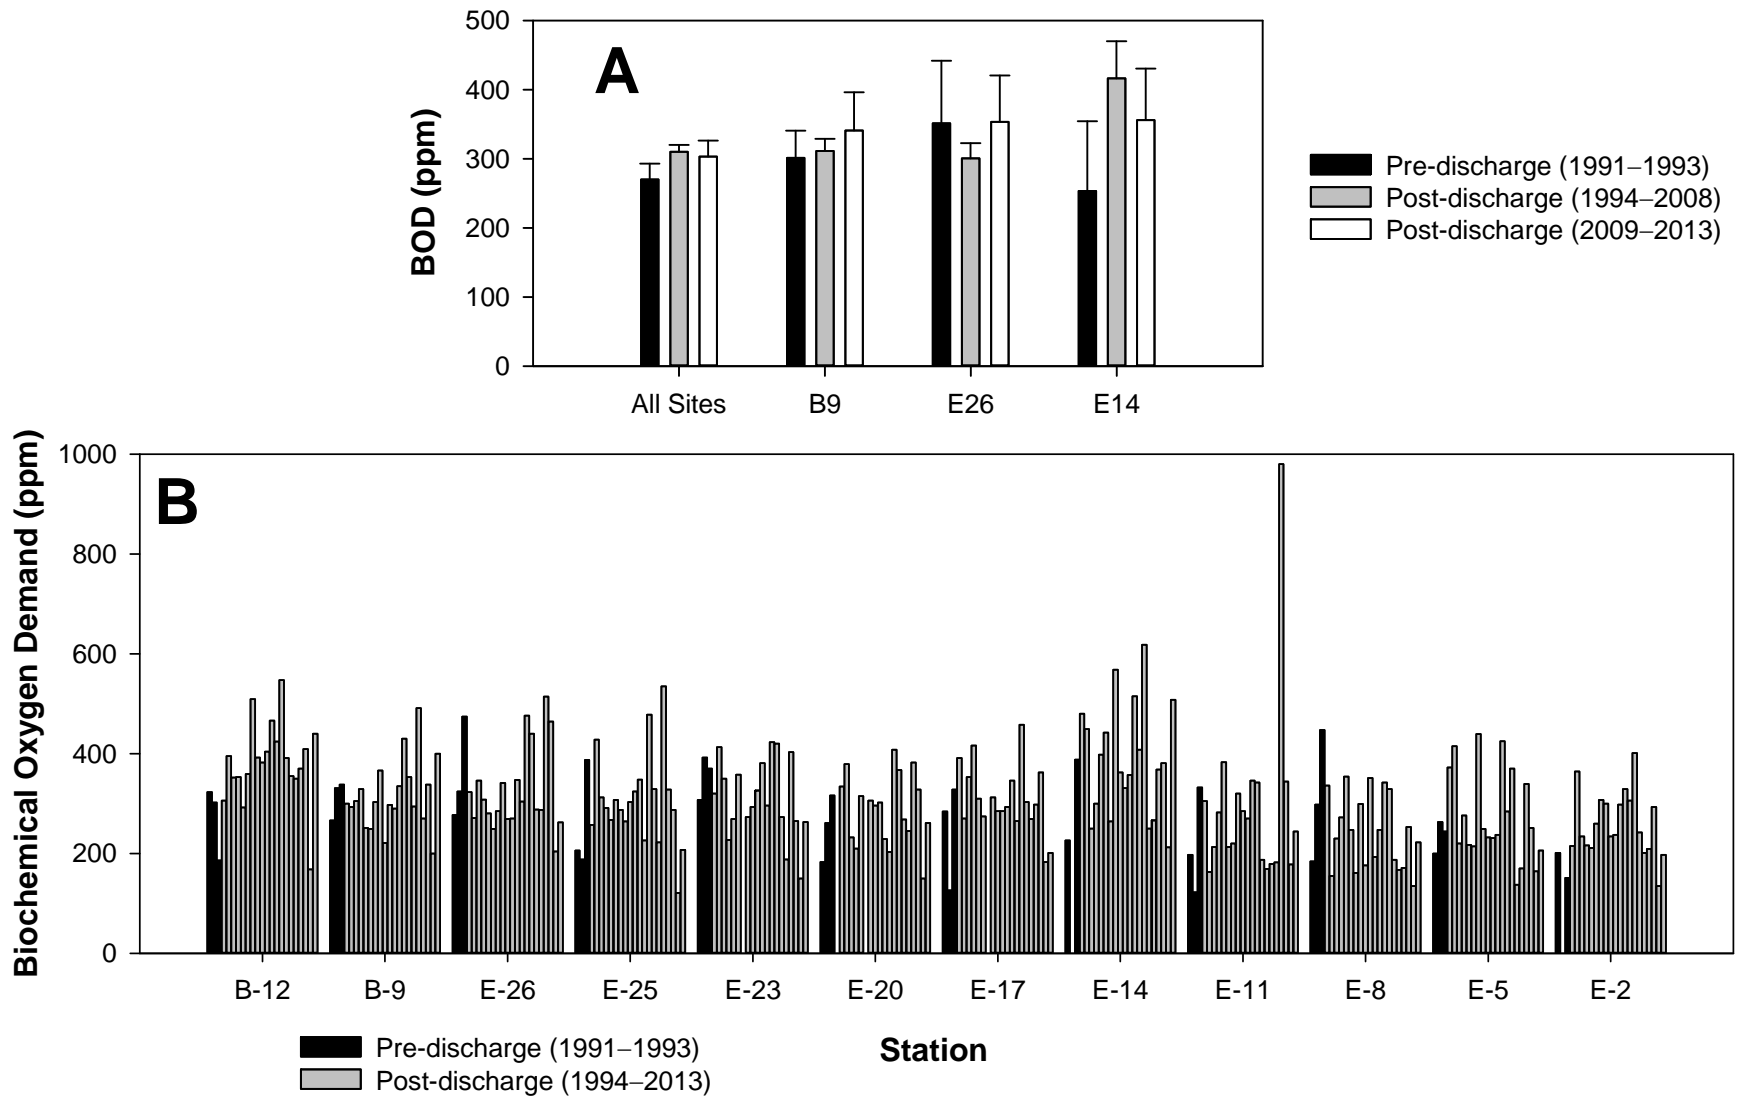 A
BOD (ppm)
500
400
300
200
100
0
All Sites B9 E26 E14
Pre-discharge (1991–1993)
Post-discharge (1994–2008)
Post-discharge (2009–2013)
B
Biochemical Oxygen Demand (ppm)
1000
800
600
400
200
0
B-12 B-9 E-26 E-25 E-23 E-20 E-17 E-14 E-11 E-8 E-5 E-2
Station
Pre-discharge (1991–1993)
Post-discharge (1994–2013)